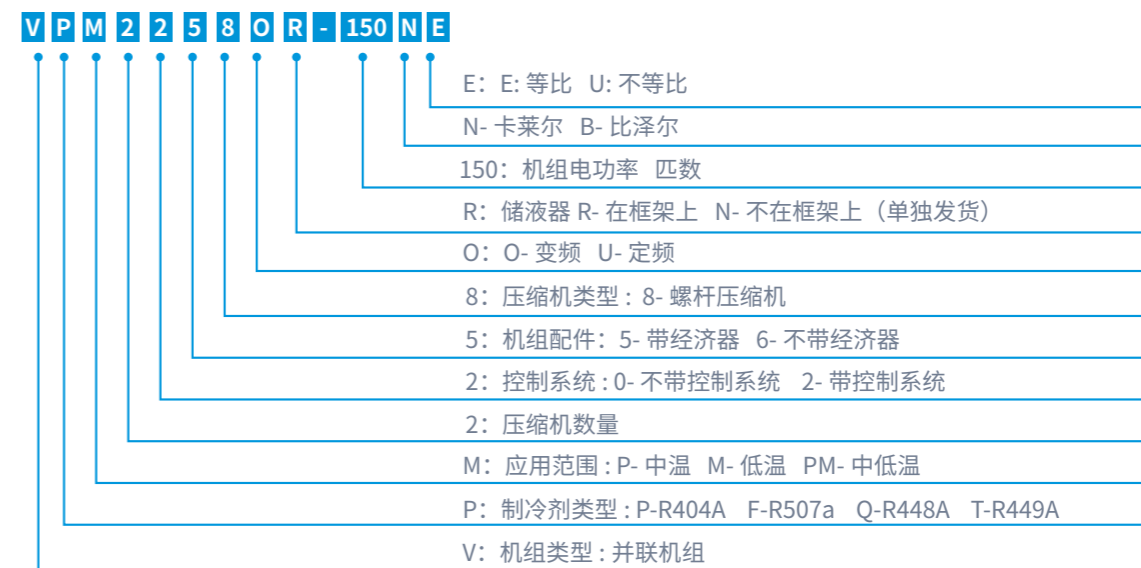 V P M 2 2 5 8 O R - 150 N E
E：E: 等比 U: 不等比
N- 卡莱尔 B- 比泽尔
150：机组电功率 匹数
R：储液器 R- 在框架上 N- 不在框架上（单独发货）
O：O- 变频 U- 定频
8：压缩机类型 : 8- 螺杆压缩机
5：机组配件：5- 带经济器 6- 不带经济器
2：控制系统 : 0- 不带控制系统 2- 带控制系统
2：压缩机数量
M：应用范围 : P- 中温 M- 低温 PM- 中低温
P：制冷剂类型 : P-R404A F-R507a Q-R448A T-R449A
V：机组类型 : 并联机组